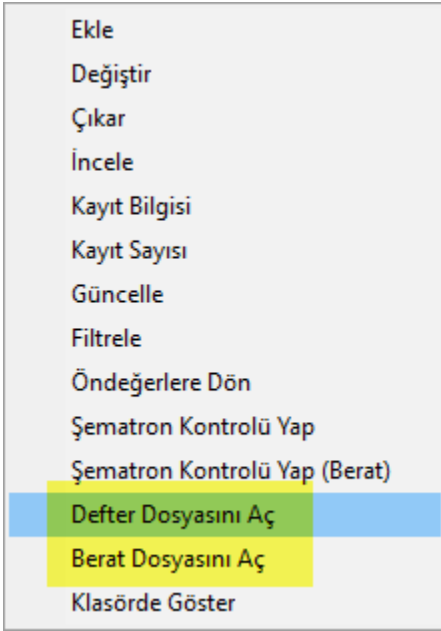 Ekle
Değiştir
Çıkar
İncele
Kayıt Bilgisi
Kayıt Sayısı
Güncelle
Filtrele
Öndeğerlere Dön
Şematron Kontrolü Yap
Şematron Kontrolü Yap (Berat)
Defter Dosyasını Aç
Berat Dosyasını Aç
Klasörde Göster